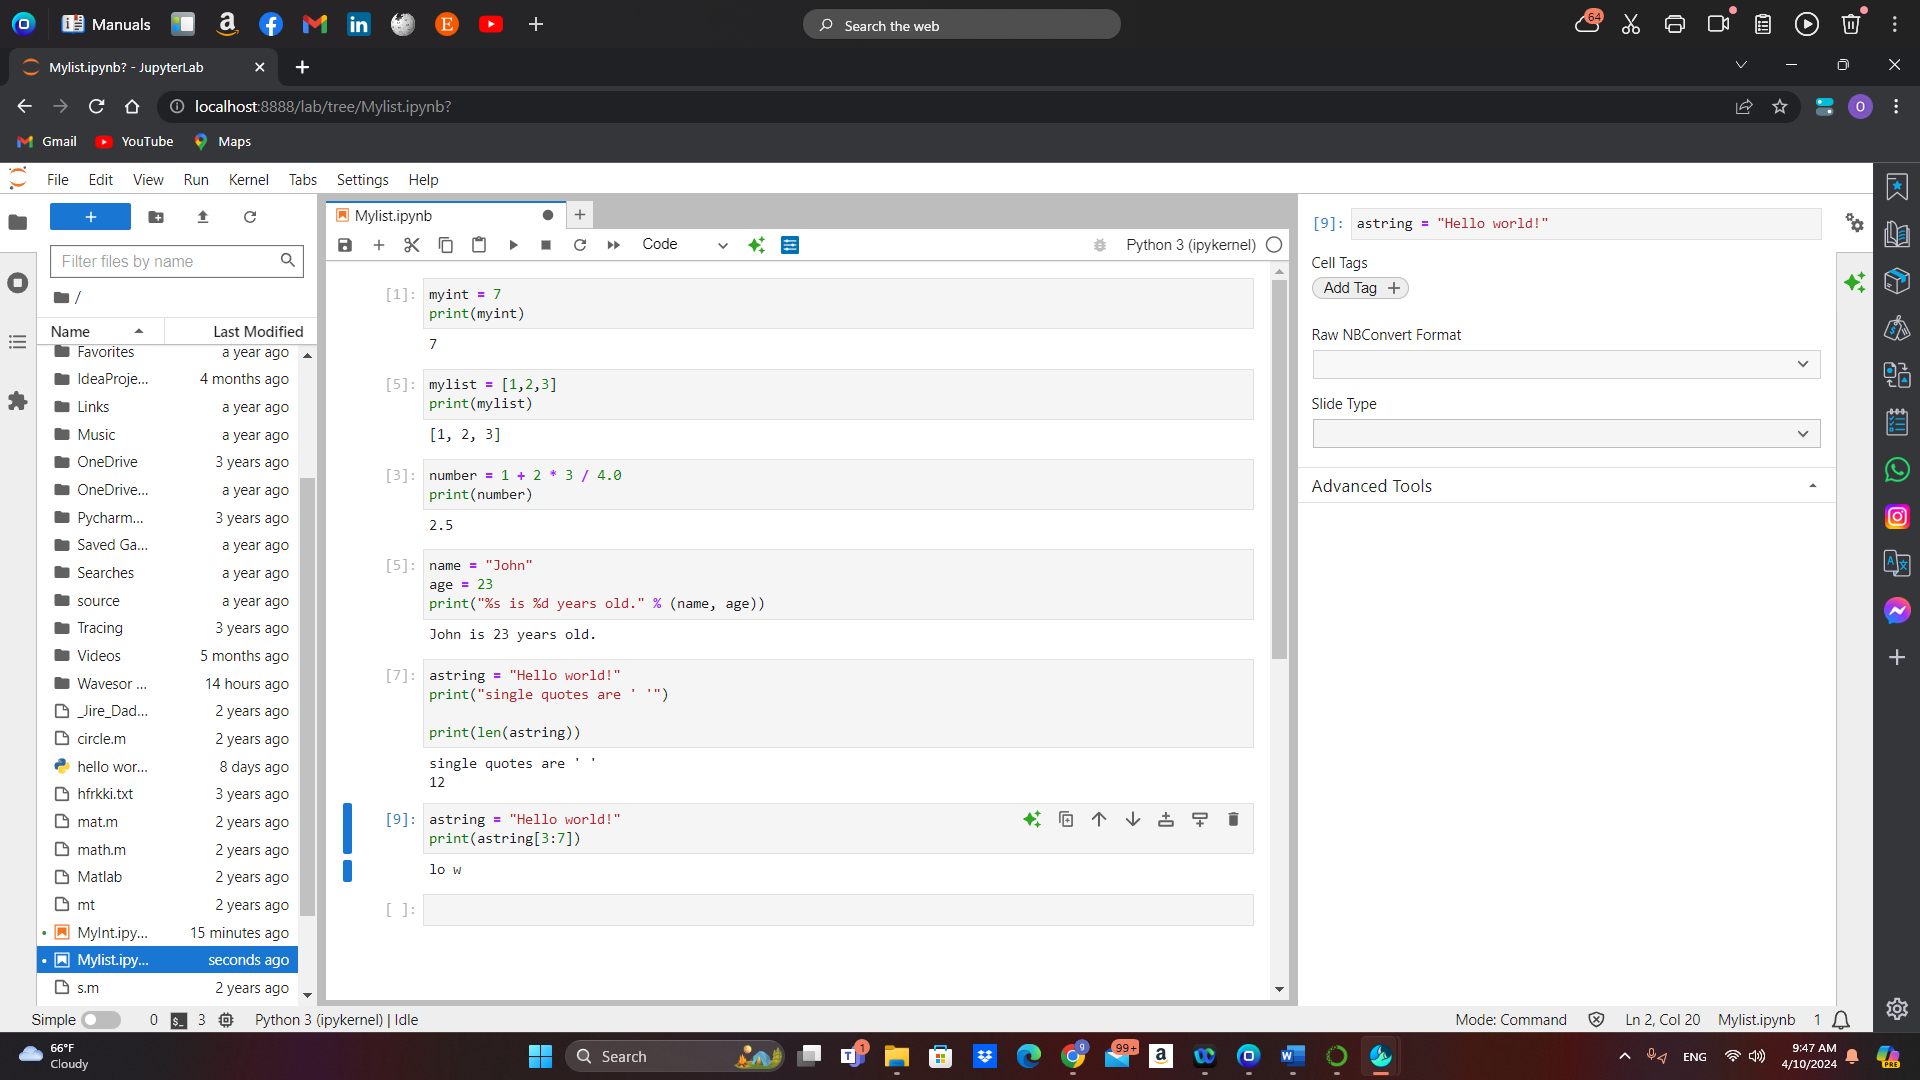 Manuals
Search the web
64
Mylist.ipynb? - JupyterLab
localhost:8888/lab/tree/Mylist.ipynb?
O
Gmail
YouTube
Maps
File Edit View Run Kernel Tabs Settings Help
Filter files by name
/
Name Last Modified
Favorites a year ago
IdeaProje... 4 months ago
Links a year ago
Music a year ago
OneDrive 3 years ago
OneDrive... a year ago
Pycharm... 3 years ago
Saved Ga... a year ago
Searches a year ago
source a year ago
Tracing 3 years ago
Videos 5 months ago
Wavesor ... 14 hours ago
_Jire_Dad... 2 years ago
circle.m 2 years ago
hello wor... 8 days ago
hfrkki.txt 3 years ago
mat.m 2 years ago
math.m 2 years ago
Matlab 2 years ago
mt 2 years ago
MyInt.ipy... 15 minutes ago
Mylist.ipy... seconds ago
s.m 2 years ago
Mylist.ipynb
Code
Python 3 (ipykernel)
[1]: myint = 7
print(myint)
7
[5]: mylist = [1,2,3]
print(mylist)
[1, 2, 3]
[3]: number = 1 + 2 * 3 / 4.0
print(number)
2.5
[5]: name = "John"
age = 23
print("%s is %d years old." % (name, age))
John is 23 years old.
[7]: astring = "Hello world!"
print("single quotes are ' '")
print(len(astring))
single quotes are ' '
12
[9]: astring = "Hello world!"
print(astring[3:7])
lo w
[ ]:
[9]: astring = "Hello world!"
Cell Tags
Add Tag +
Raw NBConvert Format
Slide Type
Advanced Tools
Simple 0 3 Python 3 (ipykernel) | Idle
Mode: Command Ln 2, Col 20 Mylist.ipynb 1
66°F
Cloudy
Search
1
9
99+
ENG
9:47 AM
4/10/2024
PRE